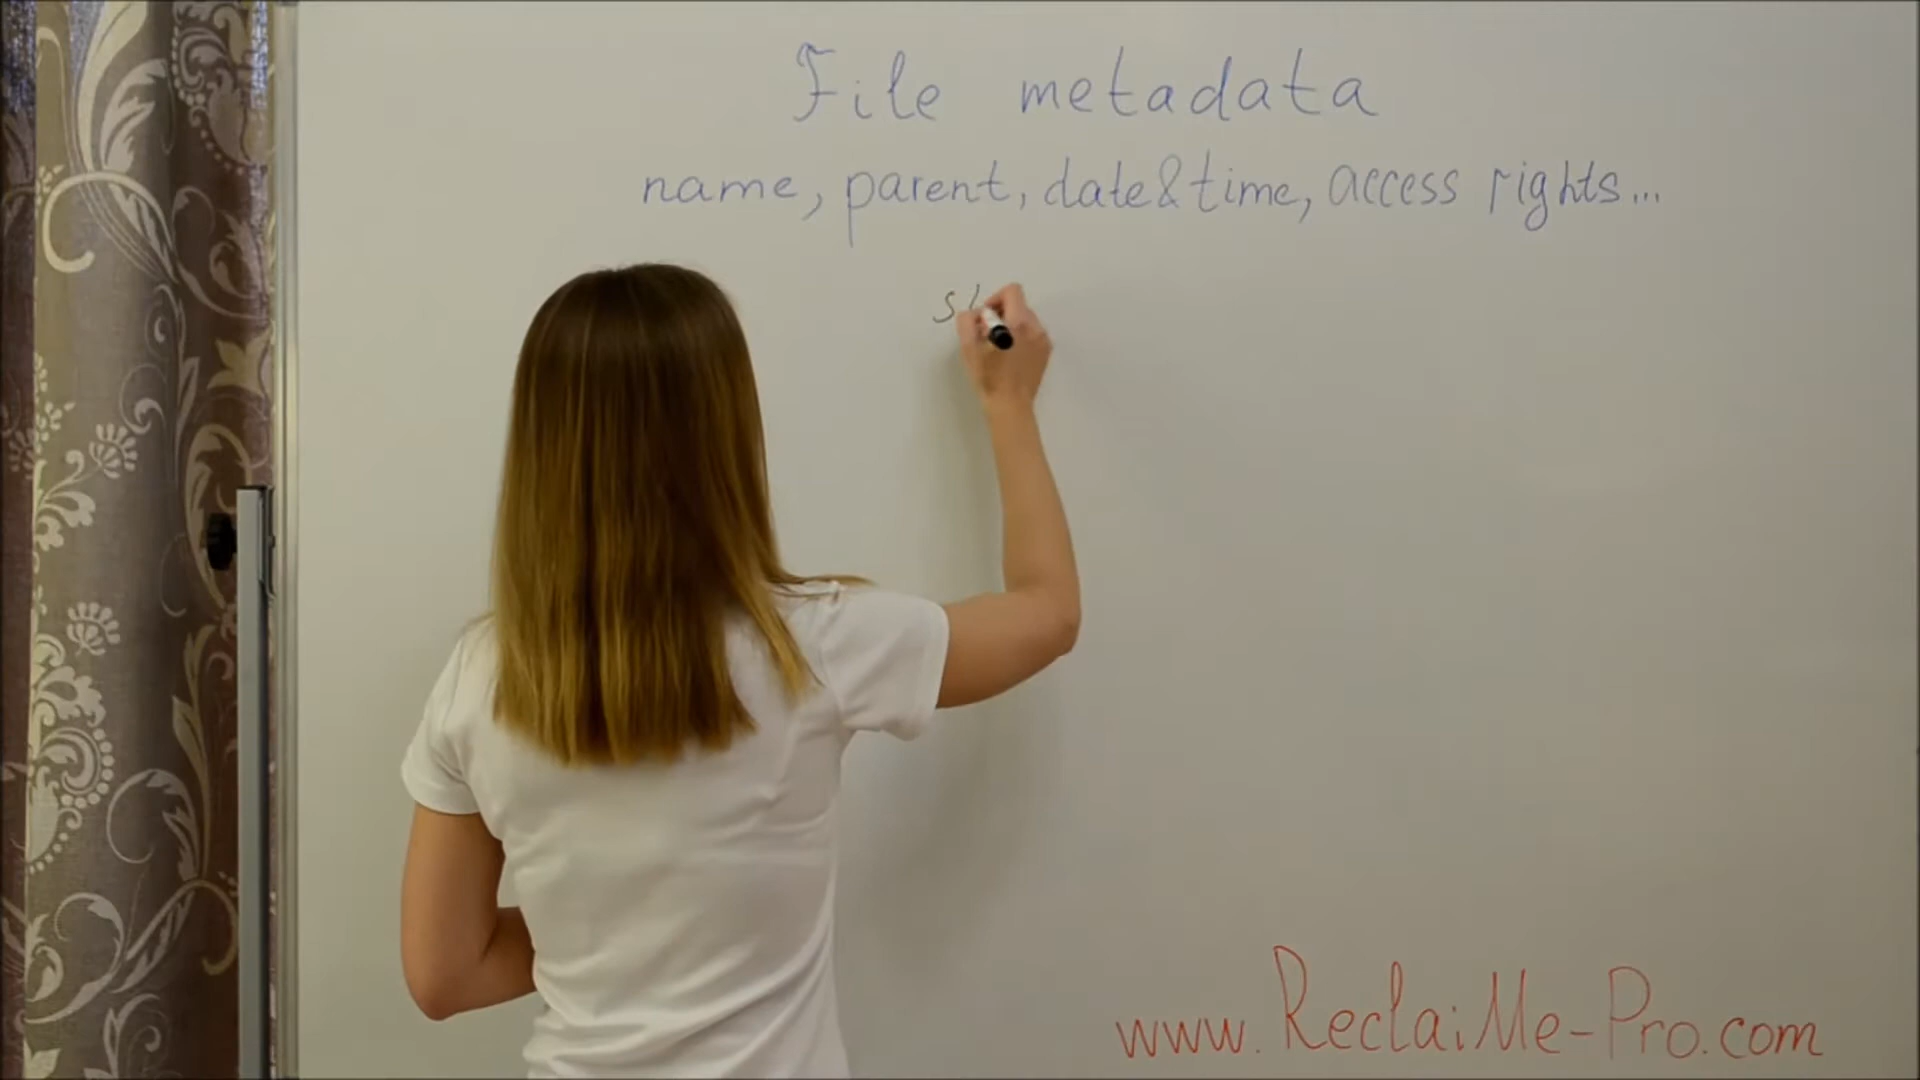 File metadata
name, parent, date&time, access rights...
www.ReclaiMe-Pro.com